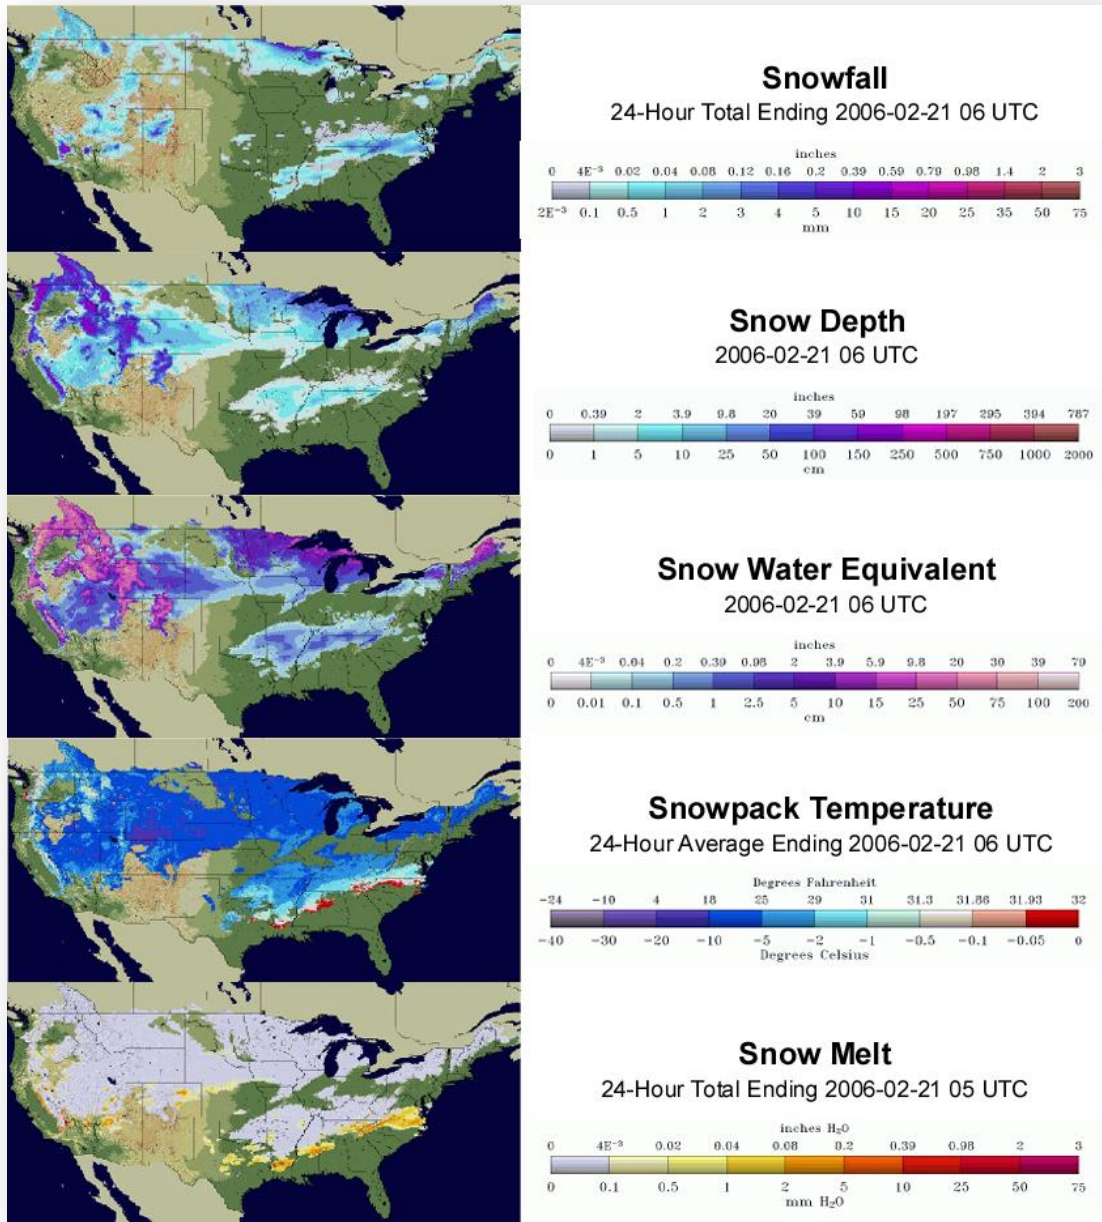 Snowfall
24-Hour Total Ending 2006-02-21 06 UTC
inches
0 4E⁻³ 0.02 0.04 0.08 0.12 0.16 0.2 0.39 0.59 0.79 0.98 1.4 2 3
2E⁻³ 0.1 0.5 1 2 3 4 5 10 15 20 25 35 50 75
mm
Snow Depth
2006-02-21 06 UTC
inches
0 0.39 2 3.9 9.8 20 39 59 98 197 295 394 787
0 1 5 10 25 50 100 150 250 500 750 1000 2000
cm
Snow Water Equivalent
2006-02-21 06 UTC
inches
0 4E⁻³ 0.04 0.2 0.39 0.98 2 3.9 5.9 9.8 20 30 39 79
0 0.01 0.1 0.5 1 2.5 5 10 15 25 50 75 100 200
cm
Snowpack Temperature
24-Hour Average Ending 2006-02-21 06 UTC
Degrees Fahrenheit
-24 -10 4 18 25 29 31 31.3 31.86 31.93 32
-40 -30 -20 -10 -5 -2 -1 -0.5 -0.1 -0.05 0
Degrees Celsius
Snow Melt
24-Hour Total Ending 2006-02-21 05 UTC
inches H₂O
0 4E⁻³ 0.02 0.04 0.08 0.2 0.39 0.98 2 3
0 0.1 0.5 1 2 5 10 25 50 75
mm H₂O